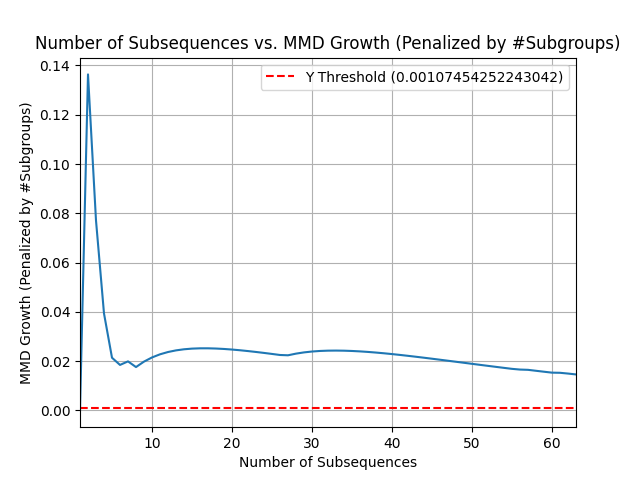 Number of Subsequences vs. MMD Growth (Penalized by #Subgroups)
Y Threshold (0.00107454252243042)
MMD Growth (Penalized by #Subgroups)
0.14
0.12
0.10
0.08
0.06
0.04
0.02
0.00
10 20 30 40 50 60
Number of Subsequences